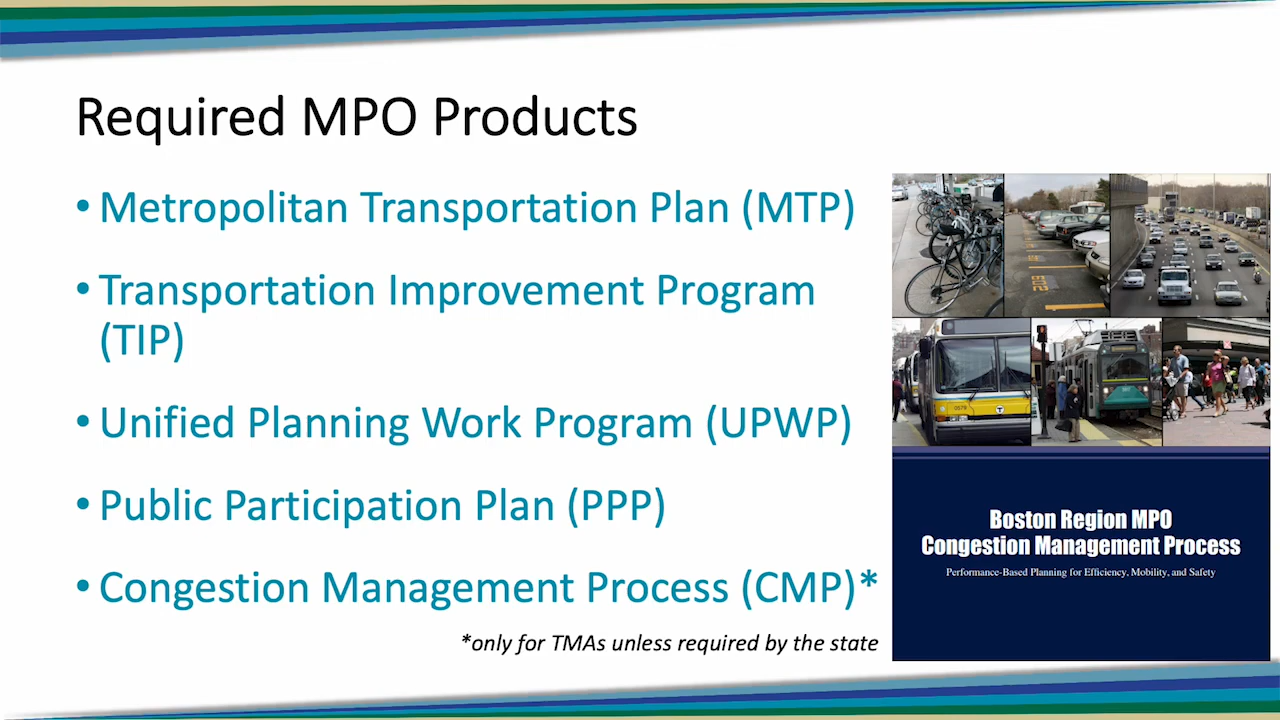 Required MPO Products
• Metropolitan Transportation Plan (MTP)
• Transportation Improvement Program
(TIP)
• Unified Planning Work Program (UPWP)
• Public Participation Plan (PPP)
• Congestion Management Process (CMP)*
*only for TMAs unless required by the state
Boston Region MPO
Congestion Management Process
Performance-Based Planning for Efficiency, Mobility, and Safety